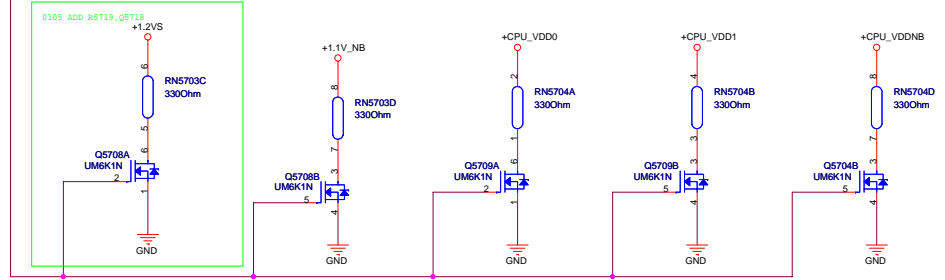 0105 ADD R5719,Q5718
+1.2VS
6
RN5703C
330Ohm
5
6
Q5708A
UM6K1N
2
1
GND
+1.1V_NB
8
RN5703D
330Ohm
7
3
Q5708B
UM6K1N
5
4
GND
+CPU_VDD0
2
RN5704A
330Ohm
1
6
Q5709A
UM6K1N
2
1
GND
+CPU_VDD1
4
RN5704B
330Ohm
3
3
Q5709B
UM6K1N
5
4
GND
+CPU_VDDNB
8
RN5704D
330Ohm
7
3
Q5704B
UM6K1N
5
4
GND